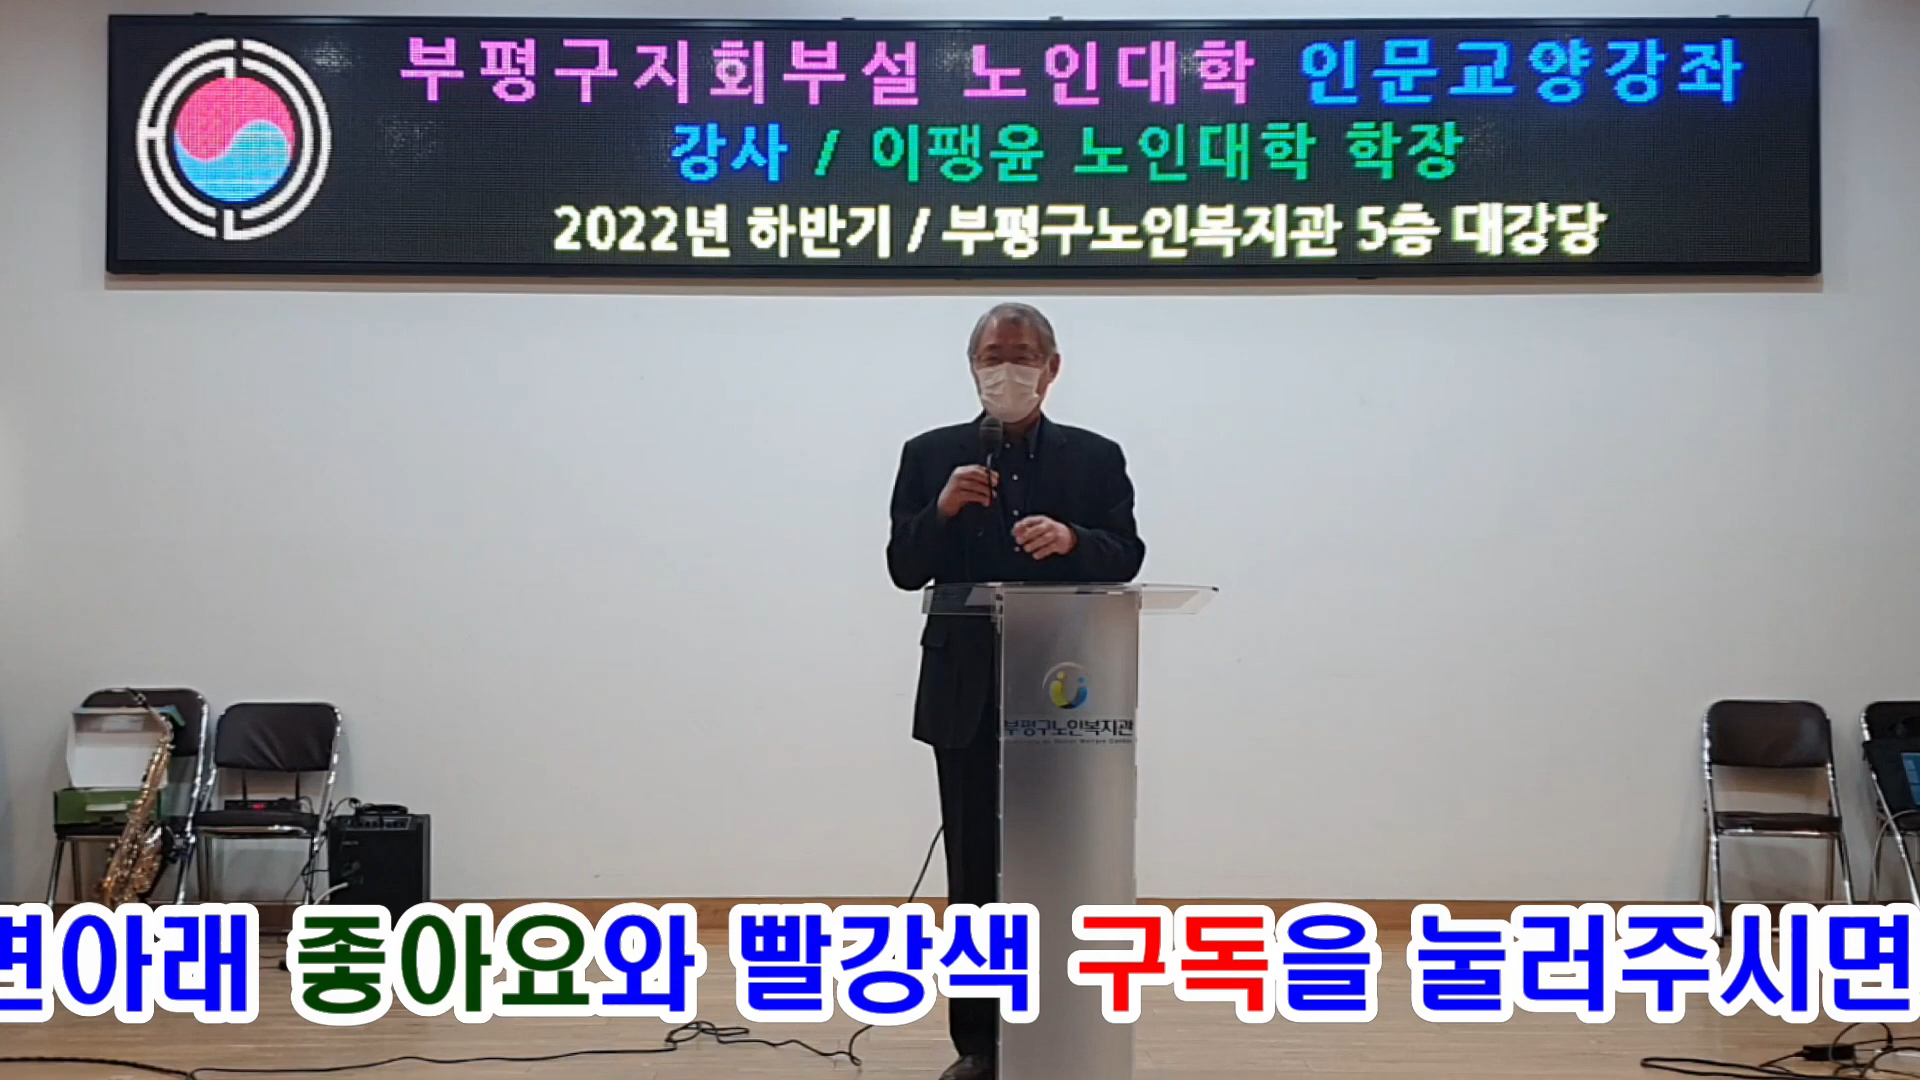 부평구지회부설 노인대학 인문교양강좌
강사 / 이팽윤 노인대학 학장
2022년 하반기 / 부평구노인복지관 5층 대강당
부평구노인복지관
면아래 좋아요와 빨강색 구독을 눌러주시면